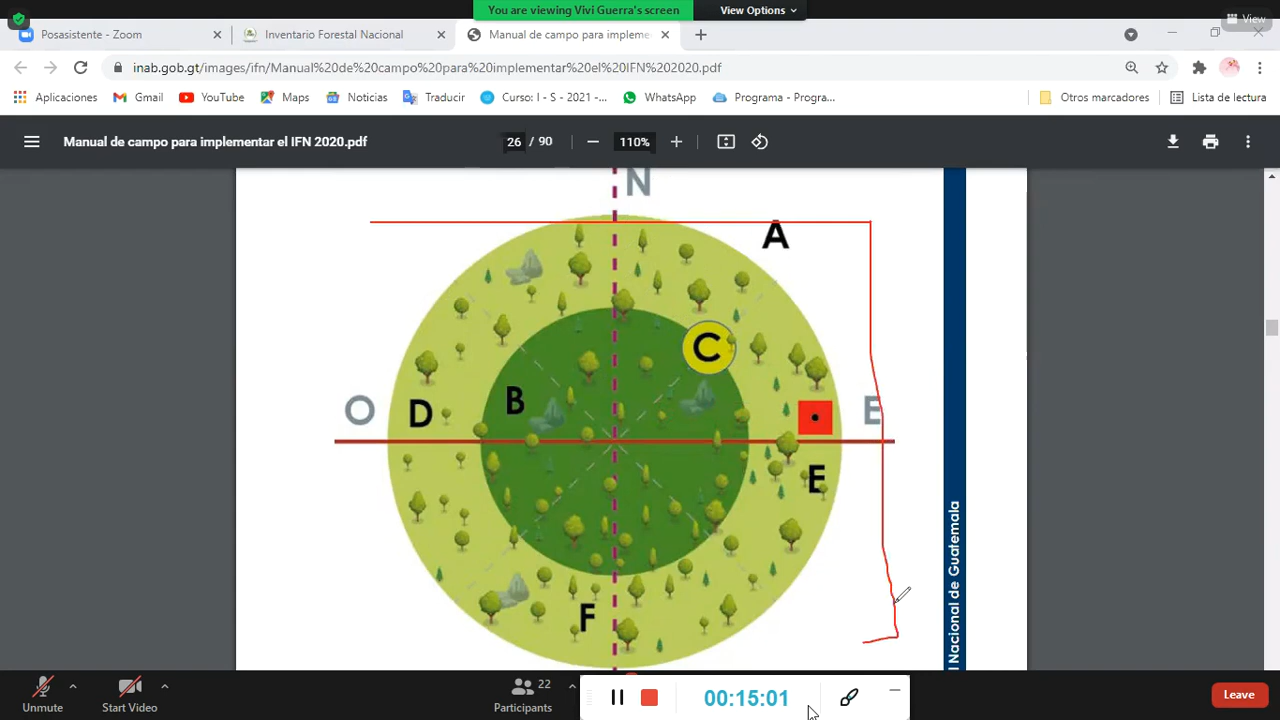 You are viewing Vivi Guerra's screen View Options
View
Posasistente - Zoom Inventario Forestal Nacional Manual de campo para impleme
inab.gob.gt/images/ifn/Manual%20de%20campo%20para%20implementar%20el%20IFN%202020.pdf
Aplicaciones Gmail YouTube Maps Noticias Traducir Curso: I - S - 2021 -... WhatsApp Programa - Progra... Otros marcadores Lista de lectura
Manual de campo para implementar el IFN 2020.pdf 26 / 90 110%
N
A
C
B
O D E
E
F
l Nacional de Guatemala
Unmute Start Video Participants 22 00:15:01 Leave